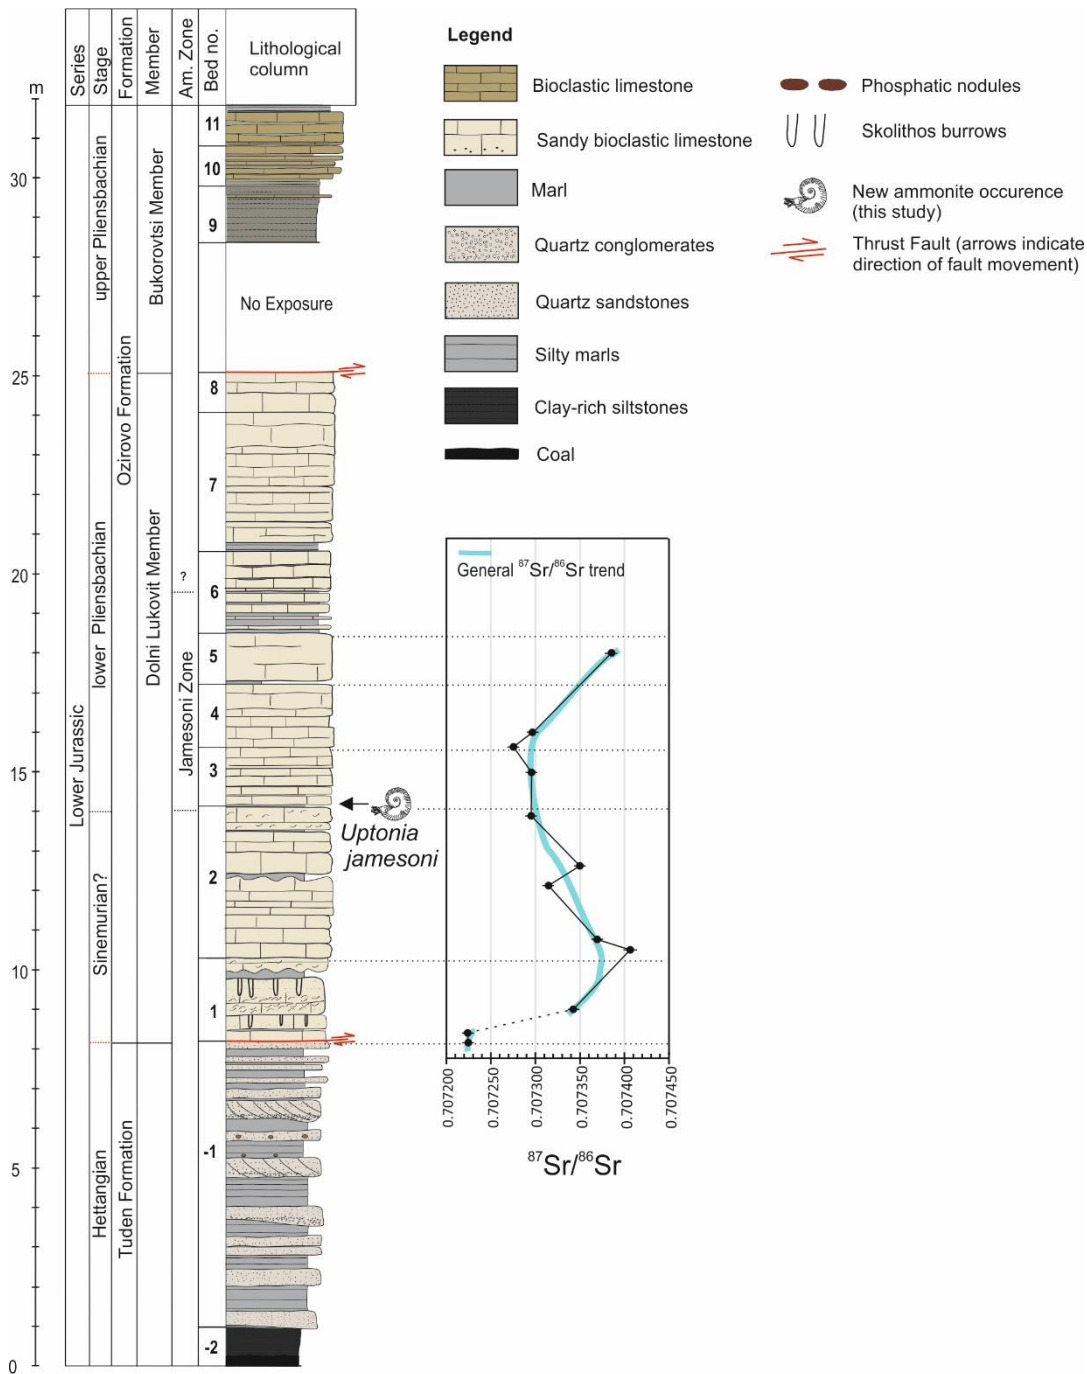 m
Series
Stage
Formation
Member
Am. Zone
Bed no.
Lithological
column
30
25
20
15
10
5
0
Lower Jurassic
upper Pliensbachian
lower Pliensbachian
Sinemurian?
Hettangian
Ozirovo Formation
Tuden Formation
Bukorovtsi Member
Dolni Lukovit Member
?
Jamesoni Zone
11
10
9
8
7
6
5
4
3
2
1
-1
-2
No Exposure
Uptonia
jamesoni
Legend
Bioclastic limestone
Sandy bioclastic limestone
Marl
Quartz conglomerates
Quartz sandstones
Silty marls
Clay-rich siltstones
Coal
Phosphatic nodules
Skolithos burrows
New ammonite occurence
(this study)
Thrust Fault (arrows indicate
direction of fault movement)
General ⁸⁷Sr/⁸⁶Sr trend
0.707200
0.707250
0.707300
0.707350
0.707400
0.707450
⁸⁷Sr/⁸⁶Sr